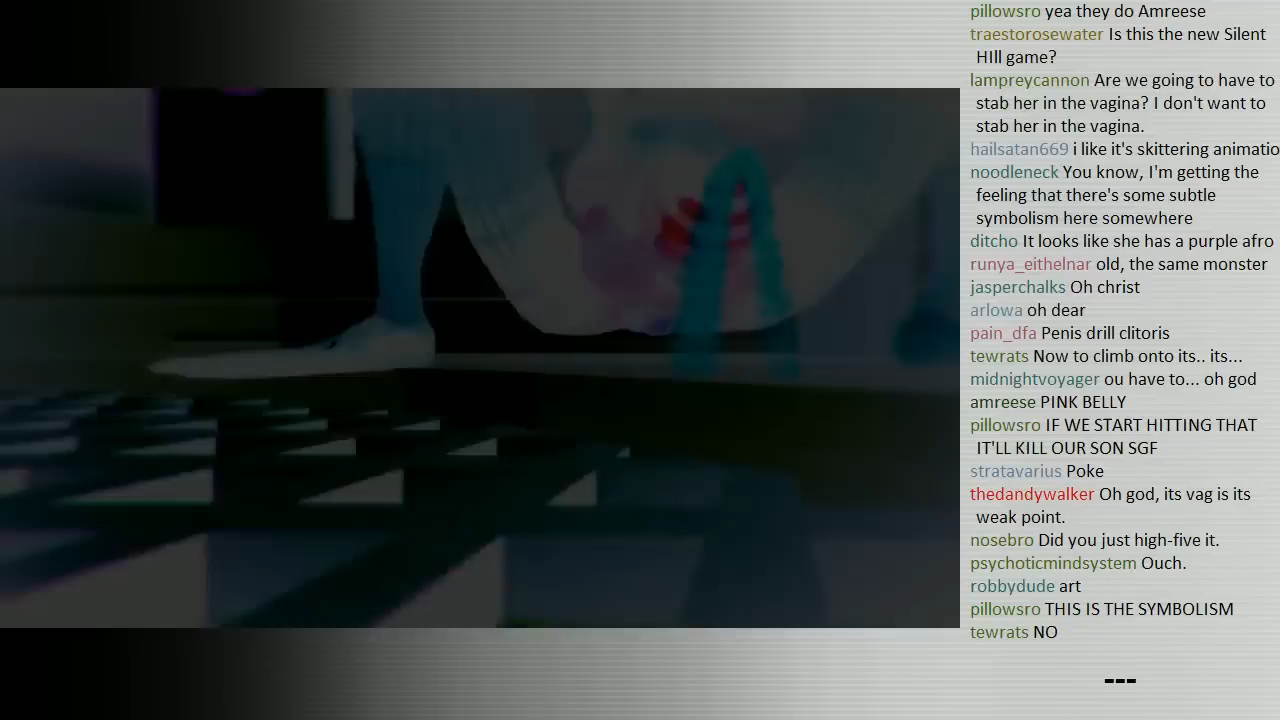 pillowsro yea they do Amreese
traestorosewater Is this the new Silent
HIll game?
lampreycannon Are we going to have to
stab her in the vagina? I don't want to
stab her in the vagina.
hailsatan669 i like it's skittering animatio
noodleneck You know, I'm getting the
feeling that there's some subtle
symbolism here somewhere
ditcho It looks like she has a purple afro
runya_eithelnar old, the same monster
jasperchalks Oh christ
arlowa oh dear
pain_dfa Penis drill clitoris
tewrats Now to climb onto its.. its...
midnightvoyager ou have to... oh god
amreese PINK BELLY
pillowsro IF WE START HITTING THAT
IT'LL KILL OUR SON SGF
stratavarius Poke
thedandywalker Oh god, its vag is its
weak point.
nosebro Did you just high-five it.
psychoticmindsystem Ouch.
robbydude art
pillowsro THIS IS THE SYMBOLISM
tewrats NO
---